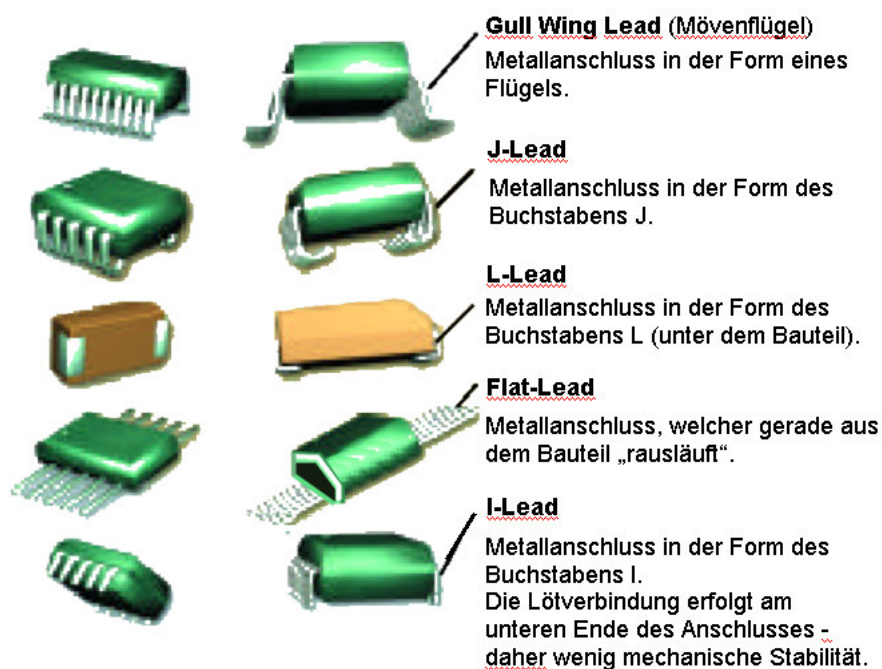 Gull Wing Lead (Mövenflügel)
Metallanschluss in der Form eines
Flügels.
J-Lead
Metallanschluss in der Form des
Buchstabens J.
L-Lead
Metallanschluss in der Form des
Buchstabens L (unter dem Bauteil).
Flat-Lead
Metallanschluss, welcher gerade aus
dem Bauteil „rausläuft“.
I-Lead
Metallanschluss in der Form des
Buchstabens I.
Die Lötverbindung erfolgt am
unteren Ende des Anschlusses -
daher wenig mechanische Stabilität.